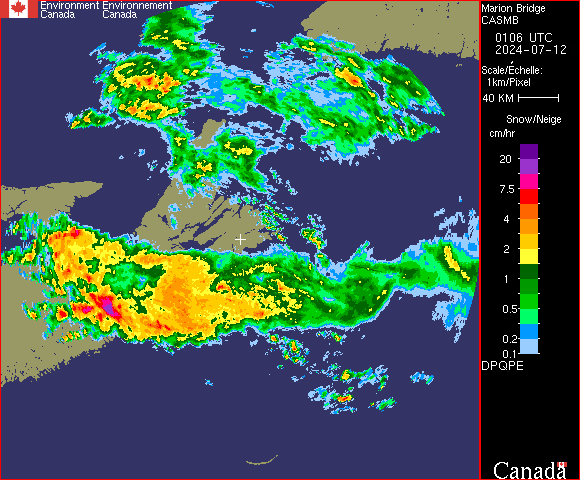 Environment Environnement
Canada Canada
Marion Bridge
CASMB
0106 UTC
2024-07-12
Scale/Échelle:
1km/Pixel
40 KM
Snow/Neige
cm/hr
20
7.5
4
2
1
0.5
0.2
0.1
DPQPE
Canada